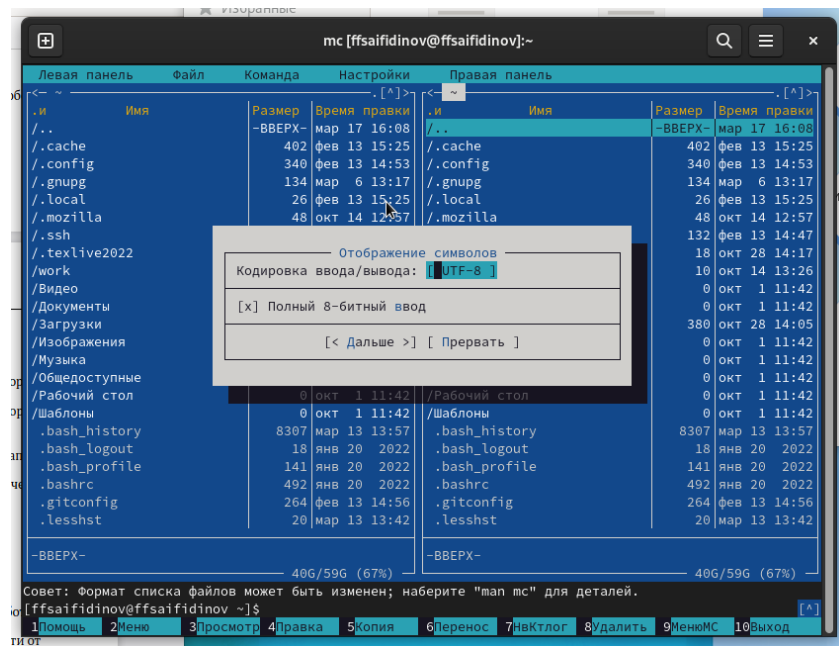 Избранные
mc [ffsaifidinov@ffsaifidinov]:~
Левая панель Файл Команда Настройки Правая панель
<— ~ .[^]> <— ~ .[^]>
.и Имя Размер Время правки .и Имя Размер Время правки
/.. -ВВЕРХ- мар 17 16:08 /.. -ВВЕРХ- мар 17 16:08
/.cache 402 фев 13 15:25 /.cache 402 фев 13 15:25
/.config 340 фев 13 14:53 /.config 340 фев 13 14:53
/.gnupg 134 мар 6 13:17 /.gnupg 134 мар 6 13:17
/.local 26 фев 13 15:25 /.local 26 фев 13 15:25
/.mozilla 48 окт 14 12:57 /.mozilla 48 окт 14 12:57
/.ssh 132 фев 13 14:47
/.texlive2022 Отображение символов 18 окт 28 14:17
/work Кодировка ввода/вывода: [ UTF-8 ] 10 окт 14 13:26
/Видео 0 окт 1 11:42
/Документы [x] Полный 8-битный ввод 0 окт 1 11:42
/Загрузки 380 окт 28 14:05
/Изображения [< Дальше >] [ Прервать ] 0 окт 1 11:42
/Музыка 0 окт 1 11:42
/Общедоступные 0 окт 1 11:42
/Рабочий стол 0 окт 1 11:42 /Рабочий стол 0 окт 1 11:42
/Шаблоны 0 окт 1 11:42 /Шаблоны 0 окт 1 11:42
.bash_history 8307 мар 13 13:57 .bash_history 8307 мар 13 13:57
.bash_logout 18 янв 20 2022 .bash_logout 18 янв 20 2022
.bash_profile 141 янв 20 2022 .bash_profile 141 янв 20 2022
.bashrc 492 янв 20 2022 .bashrc 492 янв 20 2022
.gitconfig 264 фев 13 14:56 .gitconfig 264 фев 13 14:56
.lesshst 20 мар 13 13:42 .lesshst 20 мар 13 13:42
-ВВЕРХ- -ВВЕРХ-
40G/59G (67%) 40G/59G (67%)
Совет: Формат списка файлов может быть изменен; наберите "man mc" для деталей.
[ffsaifidinov@ffsaifidinov ~]$ [^]
1Помощь 2Меню 3Просмотр 4Правка 5Копия 6Перенос 7НвКтлог 8Удалить 9МенюМС 10Выход